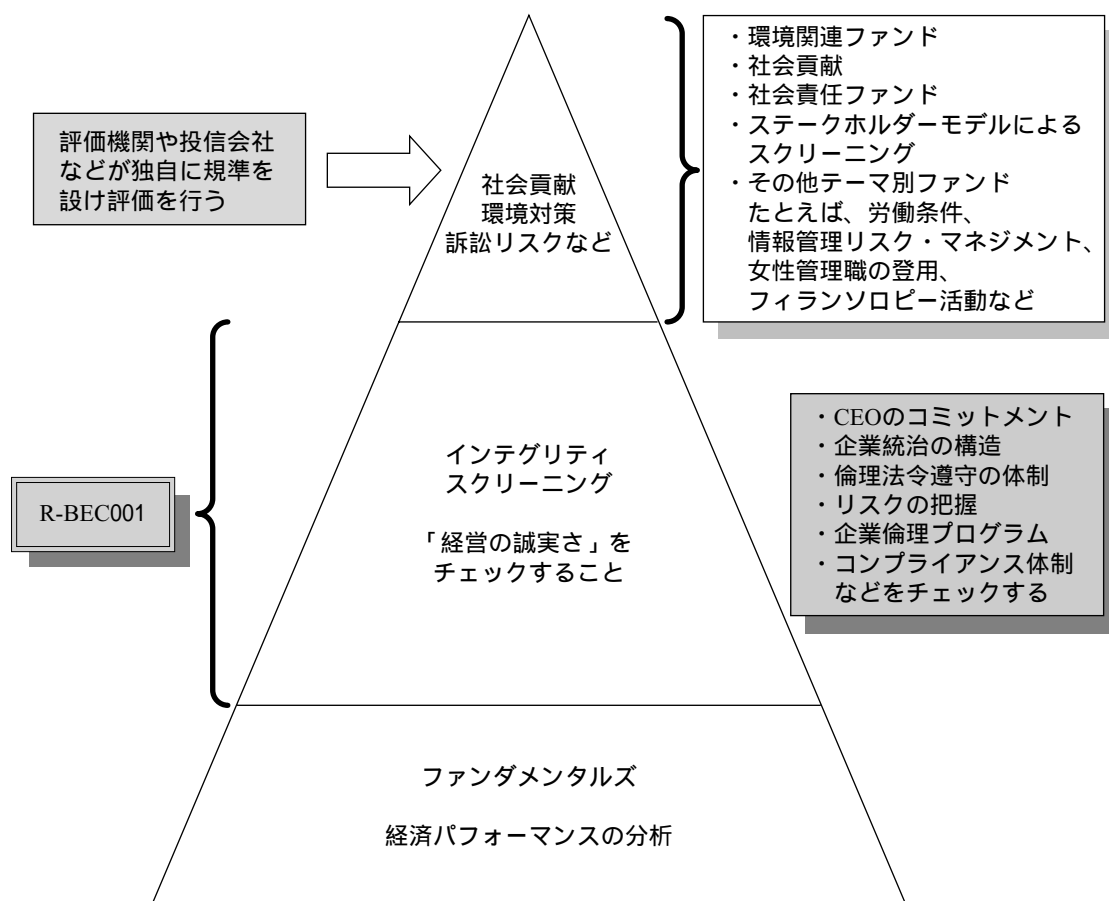 ・環境関連ファンド
・社会貢献
・社会責任ファンド
・ステークホルダーモデルによる
スクリーニング
・その他テーマ別ファンド
たとえば、労働条件、
情報管理リスク・マネジメント、
女性管理職の登用、
フィランソロピー活動など
評価機関や投信会社
などが独自に規準を
設け評価を行う
社会貢献
環境対策
訴訟リスクなど
R-BEC001
インテグリティ
スクリーニング
「経営の誠実さ」を
チェックすること
・CEOのコミットメント
・企業統治の構造
・倫理法令遵守の体制
・リスクの把握
・企業倫理プログラム
・コンプライアンス体制
などをチェックする
ファンダメンタルズ
経済パフォーマンスの分析